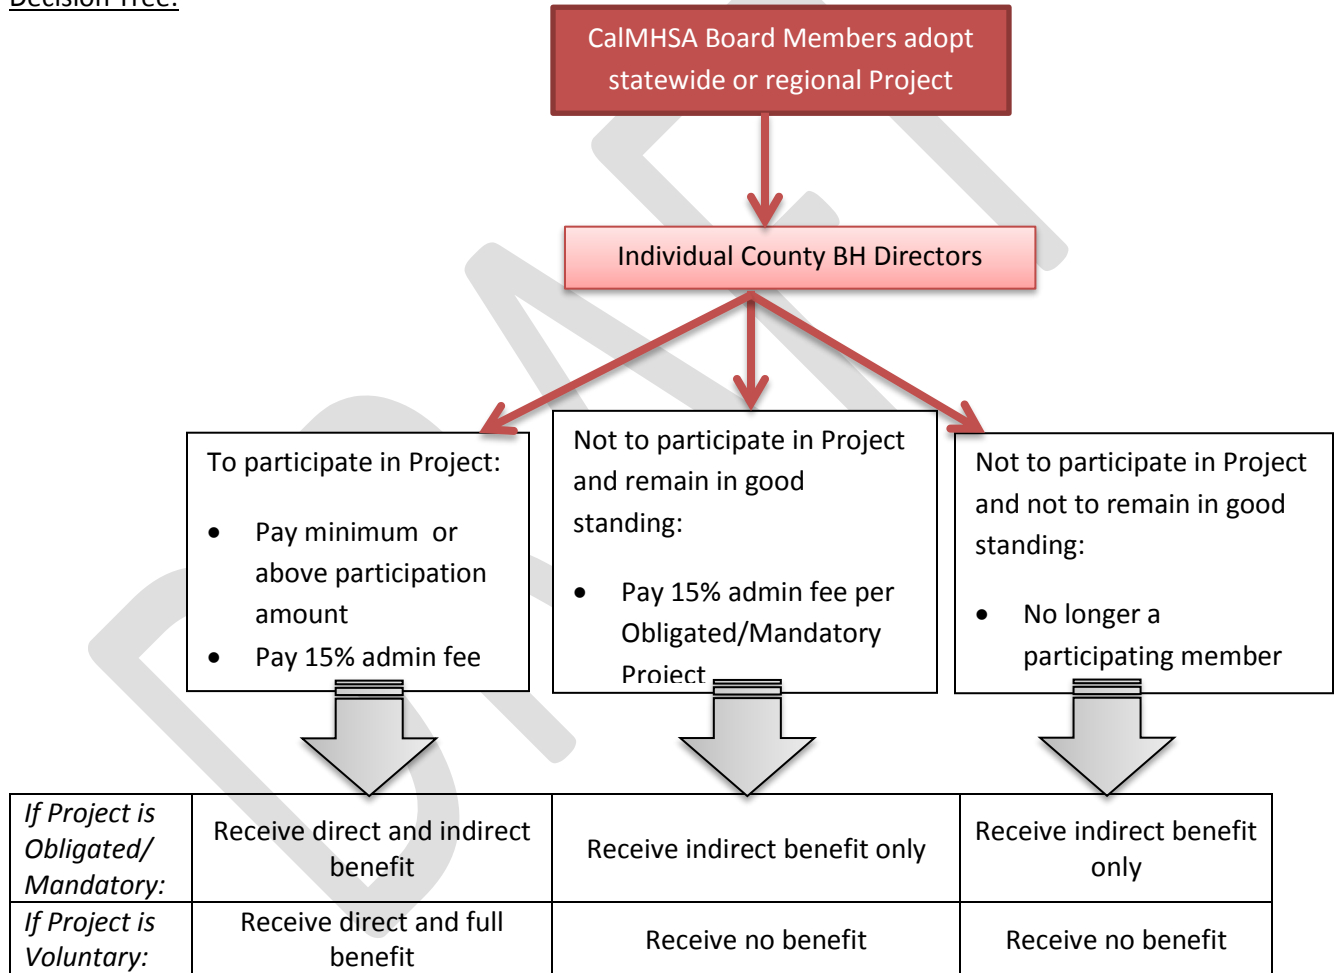 Decision Tree:
CalMHSA Board Members adopt
statewide or regional Project
Individual County BH Directors
To participate in Project:
• Pay minimum or
above participation
amount
• Pay 15% admin fee
Not to participate in Project
and remain in good
standing:
• Pay 15% admin fee per
Obligated/Mandatory
Project
Not to participate in Project
and not to remain in good
standing:
• No longer a
participating member
If Project is
Obligated/
Mandatory:
Receive direct and indirect
benefit
Receive indirect benefit only
Receive indirect benefit
only
If Project is
Voluntary:
Receive direct and full
benefit
Receive no benefit
Receive no benefit
DRAFT